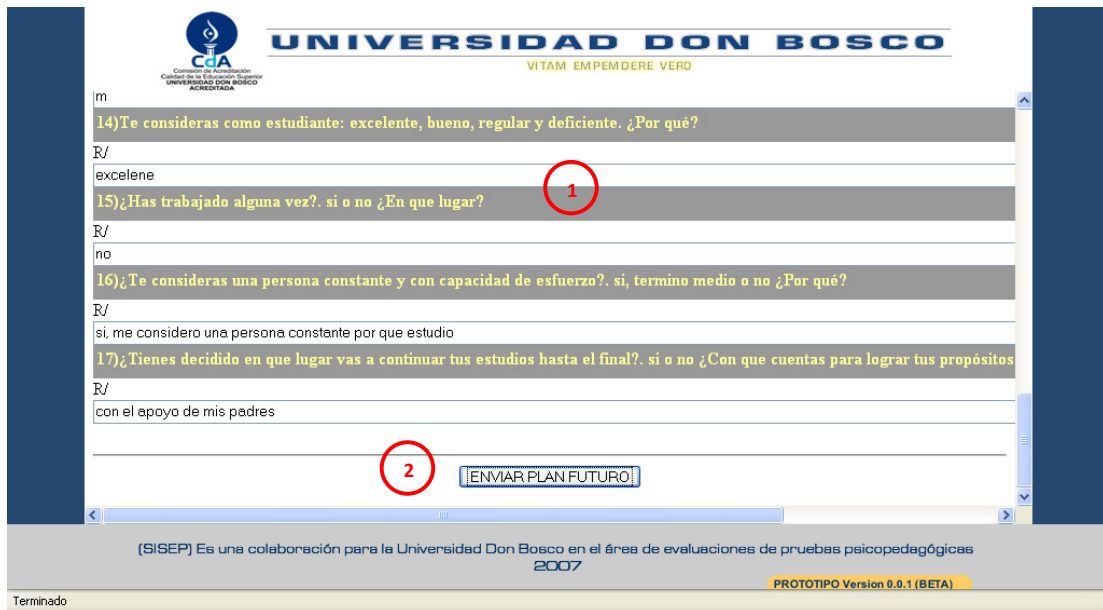 CdA
Comisión de Acreditación
Calidad de la Educación Superior
UNIVERSIDAD DON BOSCO
ACREDITADA
UNIVERSIDAD DON BOSCO
VITAM EMPEMDERE VERO
m
14)Te consideras como estudiante: excelente, bueno, regular y deficiente. ¿Por qué?
R/
excelene
1
15)¿Has trabajado alguna vez?. si o no ¿En que lugar?
R/
no
16)¿Te consideras una persona constante y con capacidad de esfuerzo?. si, termino medio o no ¿Por qué?
R/
si, me considero una persona constante por que estudio
17)¿Tienes decidido en que lugar vas a continuar tus estudios hasta el final?. si o no ¿Con que cuentas para lograr tus propósitos
R/
con el apoyo de mis padres
2
ENVIAR PLAN FUTURO
(SISEP) Es una colaboración para la Universidad Don Bosco en el área de evaluaciones de pruebas psicopedagógicas
2007
PROTOTIPO Version 0.0.1 (BETA)
Terminado